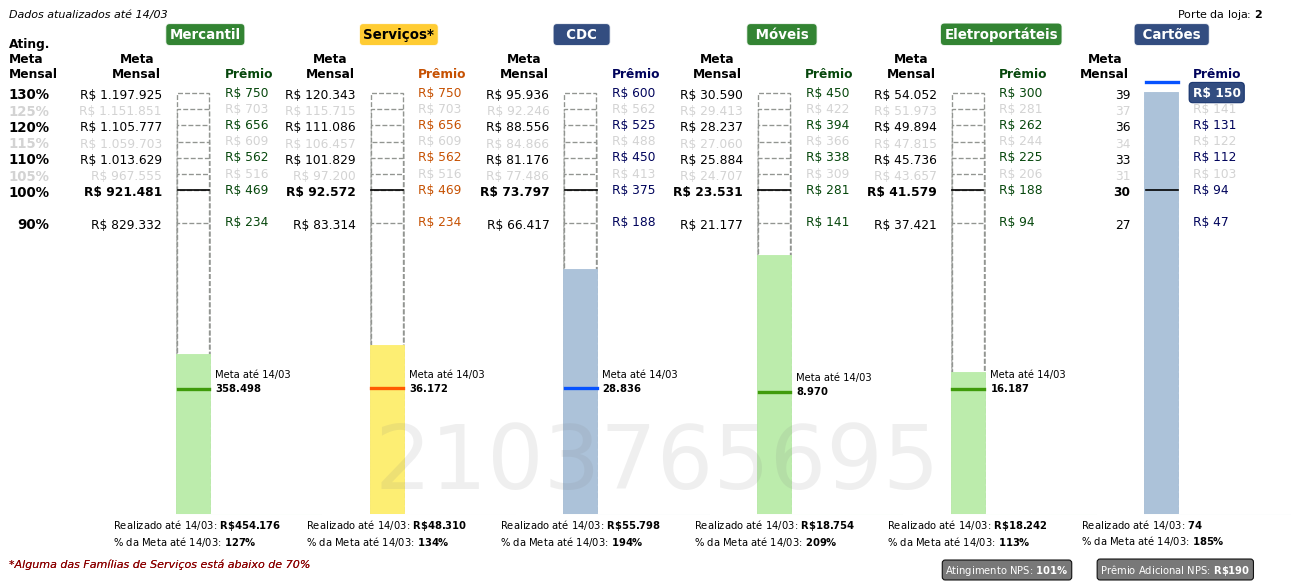 Dados atualizados até 14/03
Porte da loja: 2
Mercantil Serviços* CDC Móveis Eletroportáteis Cartões
Ating. Meta Mensal
Meta Mensal Prêmio Meta Mensal Prêmio Meta Mensal Prêmio Meta Mensal Prêmio Meta Mensal Prêmio Meta Mensal Prêmio
130% R$ 1.197.925 R$ 750 R$ 120.343 R$ 750 R$ 95.936 R$ 600 R$ 30.590 R$ 450 R$ 54.052 R$ 300 39 R$ 150
125% R$ 1.151.851 R$ 703 R$ 115.715 R$ 703 R$ 92.246 R$ 562 R$ 29.413 R$ 422 R$ 51.973 R$ 281 37 R$ 141
120% R$ 1.105.777 R$ 656 R$ 111.086 R$ 656 R$ 88.556 R$ 525 R$ 28.237 R$ 394 R$ 49.894 R$ 262 36 R$ 131
115% R$ 1.059.703 R$ 609 R$ 106.457 R$ 609 R$ 84.866 R$ 488 R$ 27.060 R$ 366 R$ 47.815 R$ 244 34 R$ 122
110% R$ 1.013.629 R$ 562 R$ 101.829 R$ 562 R$ 81.176 R$ 450 R$ 25.884 R$ 338 R$ 45.736 R$ 225 33 R$ 112
105% R$ 967.555 R$ 516 R$ 97.200 R$ 516 R$ 77.486 R$ 413 R$ 24.707 R$ 309 R$ 43.657 R$ 206 31 R$ 103
100% R$ 921.481 R$ 469 R$ 92.572 R$ 469 R$ 73.797 R$ 375 R$ 23.531 R$ 281 R$ 41.579 R$ 188 30 R$ 94
90% R$ 829.332 R$ 234 R$ 83.314 R$ 234 R$ 66.417 R$ 188 R$ 21.177 R$ 141 R$ 37.421 R$ 94 27 R$ 47
Meta até 14/03 Meta até 14/03 Meta até 14/03 Meta até 14/03 Meta até 14/03
358.498 36.172 28.836 8.970 16.187
2103765695
Realizado até 14/03: R$454.176 Realizado até 14/03: R$48.310 Realizado até 14/03: R$55.798 Realizado até 14/03: R$18.754 Realizado até 14/03: R$18.242 Realizado até 14/03: 74
% da Meta até 14/03: 127% % da Meta até 14/03: 134% % da Meta até 14/03: 194% % da Meta até 14/03: 209% % da Meta até 14/03: 113% % da Meta até 14/03: 185%
*Alguma das Famílias de Serviços está abaixo de 70%
Atingimento NPS: 101% Prêmio Adicional NPS: R$190